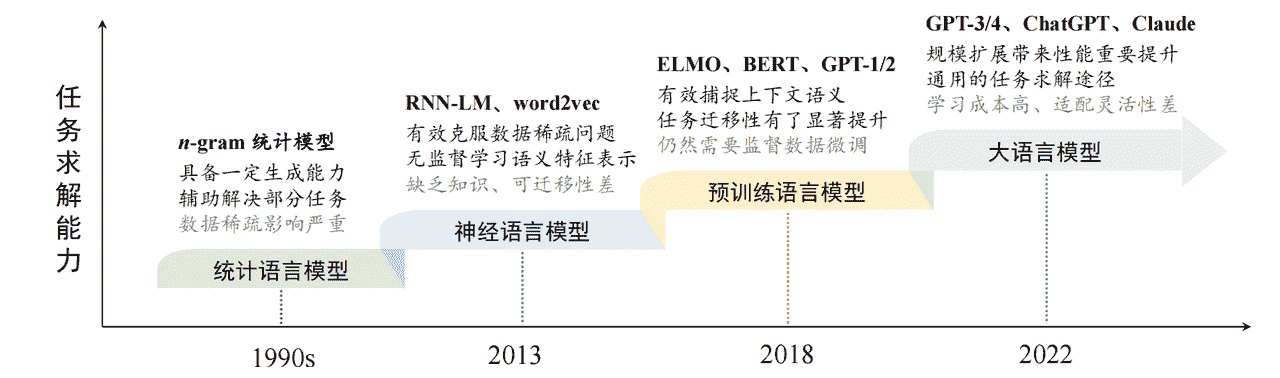 任务求解能力
n-gram 统计模型
具备一定生成能力
辅助解决部分任务
数据稀疏影响严重
统计语言模型
1990s
RNN-LM、word2vec
有效克服数据稀疏问题
无监督学习语义特征表示
缺乏知识、可迁移性差
神经语言模型
2013
ELMO、BERT、GPT-1/2
有效捕捉上下文语义
任务迁移性有了显著提升
仍然需要监督数据微调
预训练语言模型
2018
GPT-3/4、ChatGPT、Claude
规模扩展带来性能重要提升
通用的任务求解途径
学习成本高、适配灵活性差
大语言模型
2022